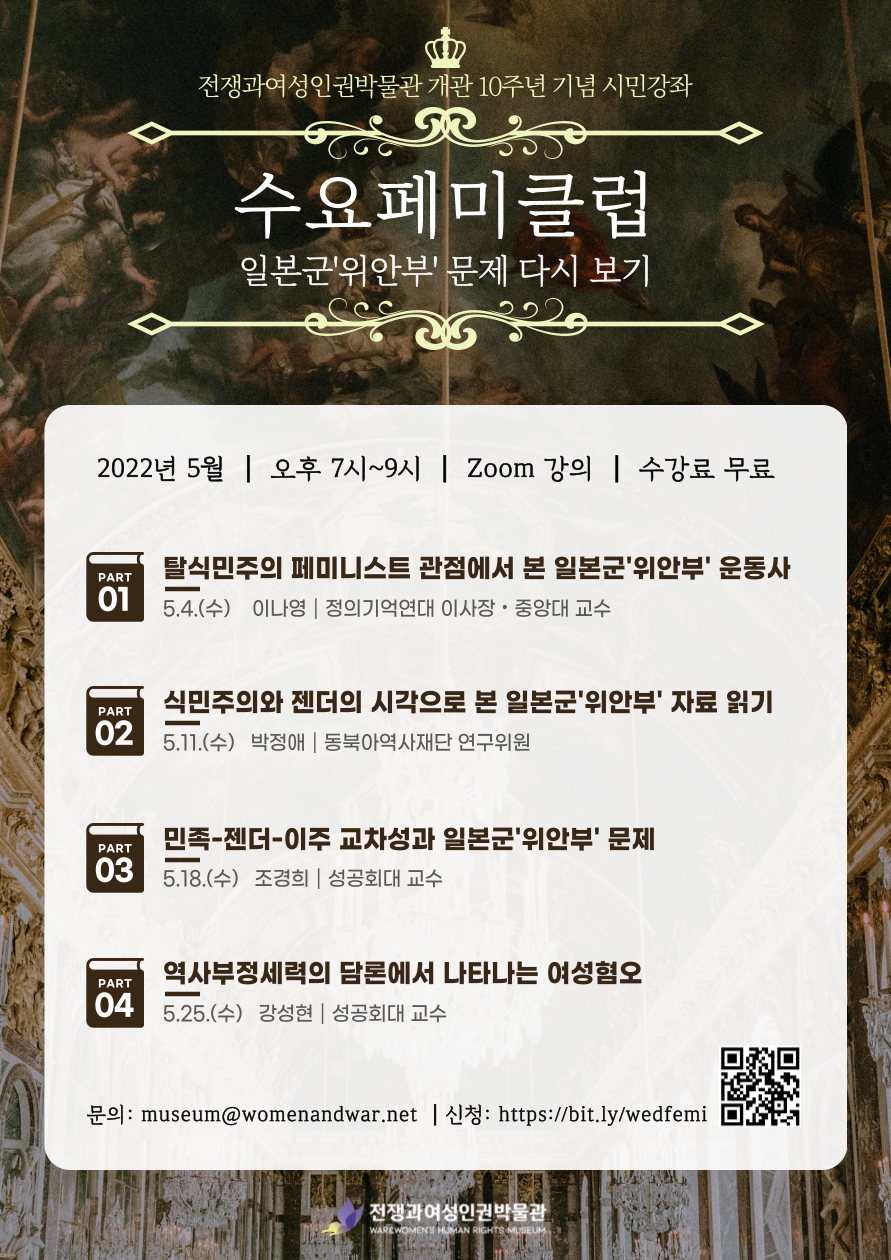 전쟁과여성인권박물관 개관 10주년 기념 시민강좌
수요페미클럽
일본군'위안부' 문제 다시 보기
2022년 5월 | 오후 7시~9시 | Zoom 강의 | 수강료 무료
PART 01
탈식민주의 페미니스트 관점에서 본 일본군'위안부' 운동사
5.4.(수) 이나영 | 정의기억연대 이사장・중앙대 교수
PART 02
식민주의와 젠더의 시각으로 본 일본군'위안부' 자료 읽기
5.11.(수) 박정애 | 동북아역사재단 연구위원
PART 03
민족-젠더-이주 교차성과 일본군'위안부' 문제
5.18.(수) 조경희 | 성공회대 교수
PART 04
역사부정세력의 담론에서 나타나는 여성혐오
5.25.(수) 강성현 | 성공회대 교수
문의: museum@womenandwar.net | 신청: https://bit.ly/wedfemi
전쟁과여성인권박물관
WAR&WOMEN'S HUMAN RIGHTS MUSEUM